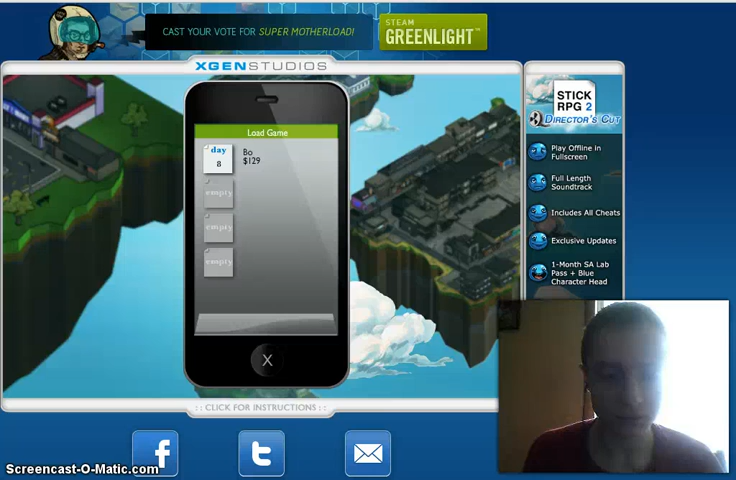 CAST YOUR VOTE FOR SUPER MOTHERLOAD!
STEAM
GREENLIGHT™
XGENSTUDIOS
Load Game
day
8
Bo
$129
empty
empty
empty
X
:: CLICK FOR INSTRUCTIONS ::
STICK
RPG 2
DIRECTOR'S CUT
Play Offline In
Fullscreen
Full Length
Soundtrack
Includes All Cheats
Exclusive Updates
1-Month SA Lab
Pass + Blue
Character Head
f
t
Screencast-O-Matic.com